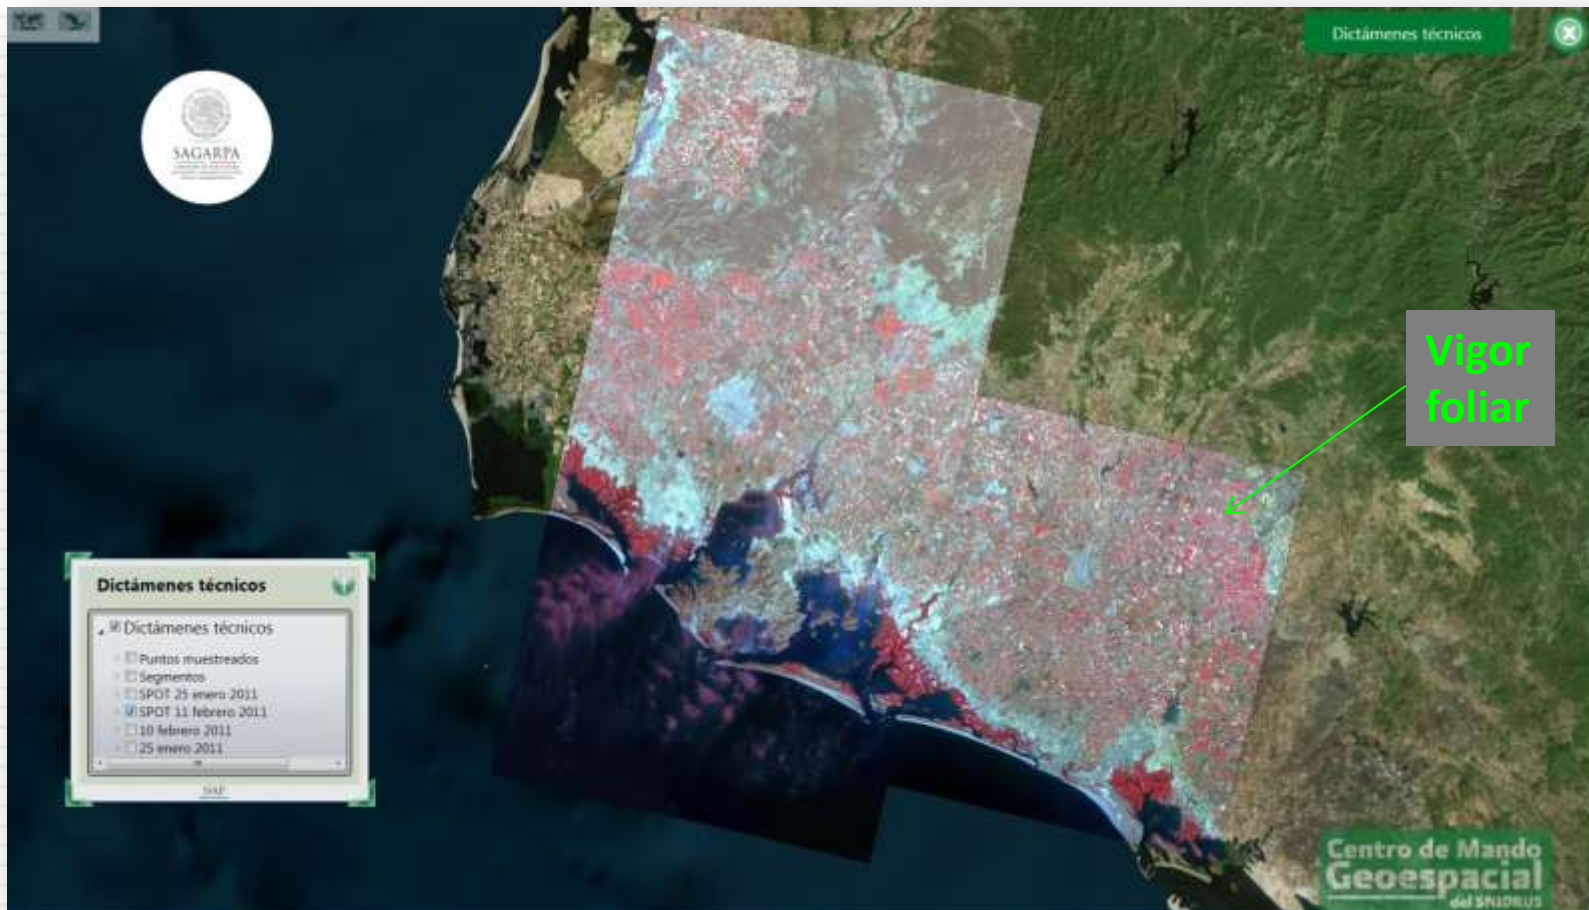 Dictámenes técnicos
SAGARPA
Vigor
foliar
Dictámenes técnicos
Dictámenes técnicos
Puntos muestreados
Segmentos
SPOT 25 enero 2011
SPOT 11 febrero 2011
10 febrero 2011
25 enero 2011
SIAP
Centro de Mando
Geoespacial
del SNIDRUS